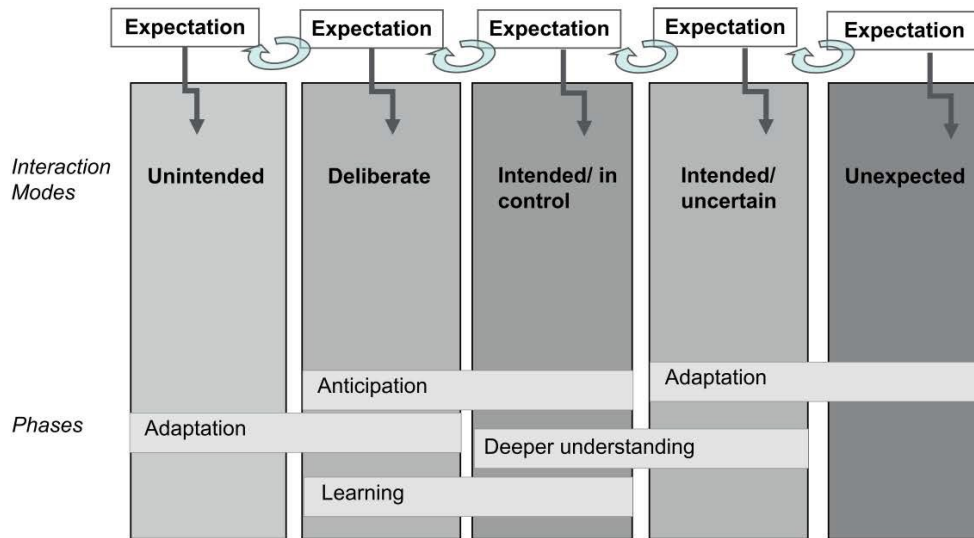 Expectation
Expectation
Expectation
Expectation
Expectation
Interaction
Modes
Unintended
Deliberate
Intended/ in
control
Intended/
uncertain
Unexpected
Anticipation
Adaptation
Phases
Adaptation
Deeper understanding
Learning